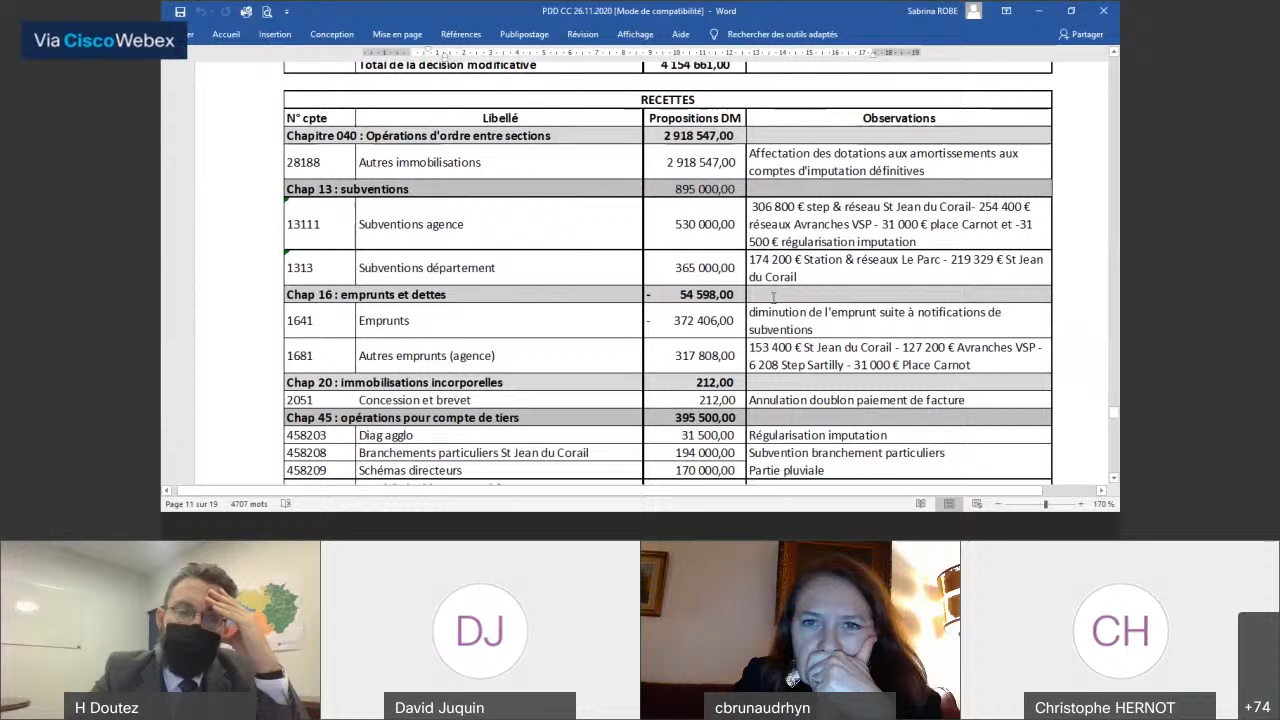 PDD CC 26.11.2020 [Mode de compatibilité] - Word
Sabrina ROBE
Via CiscoWebex
Accueil Insertion Conception Mise en page Références Publipostage Révision Affichage Aide Rechercher des outils adaptés Partager
Total de la décision modificative 4 154 661,00
RECETTES
N° cpte Libellé Propositions DM Observations
Chapitre 040 : Opérations d'ordre entre sections 2 918 547,00
28188 Autres immobilisations 2 918 547,00 Affectation des dotations aux amortissements aux
comptes d'imputation définitives
Chap 13 : subventions 895 000,00
13111 Subventions agence 530 000,00 306 800 € step & réseau St Jean du Corail- 254 400 €
réseaux Avranches VSP - 31 000 € place Carnot et -31
500 € régularisation imputation
1313 Subventions département 365 000,00 174 200 € Station & réseaux Le Parc - 219 329 € St Jean
du Corail
Chap 16 : emprunts et dettes - 54 598,00
1641 Emprunts - 372 406,00 diminution de l'emprunt suite à notifications de
subventions
1681 Autres emprunts (agence) 317 808,00 153 400 € St Jean du Corail - 127 200 € Avranches VSP -
6 208 Step Sartilly - 31 000 € Place Carnot
Chap 20 : immobilisations incorporelles 212,00
2051 Concession et brevet 212,00 Annulation doublon paiement de facture
Chap 45 : opérations pour compte de tiers 395 500,00
458203 Diag agglo 31 500,00 Régularisation imputation
458208 Branchements particuliers St Jean du Corail 194 000,00 Subvention branchement particuliers
458209 Schémas directeurs 170 000,00 Partie pluviale
Page 11 sur 19 4707 mots 170 %
DJ
CH
H Doutez
David Juquin
cbrunaudrhyn
Christophe HERNOT
+74